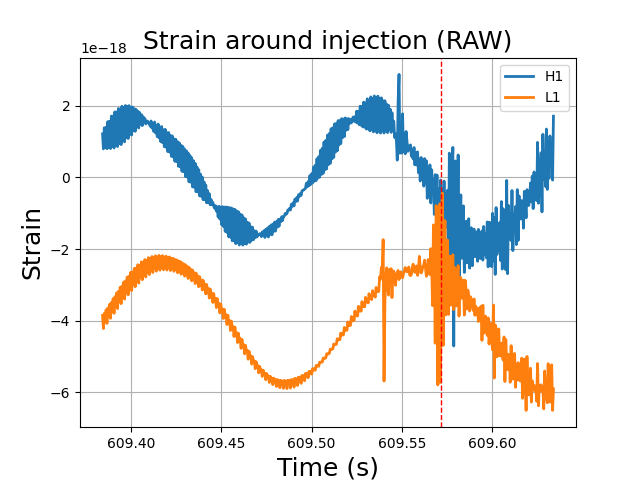 Strain around injection (RAW)
1e−18
H1
L1
2
0
−2
−4
−6
Strain
609.40 609.45 609.50 609.55 609.60
Time (s)